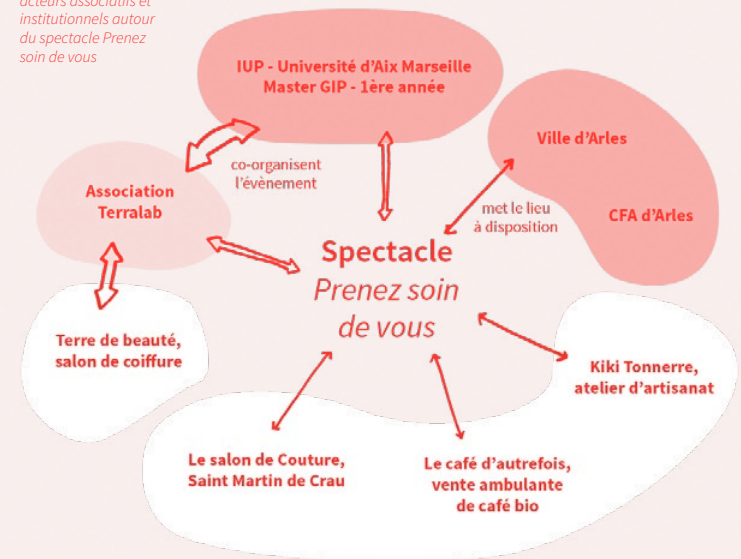 acteurs associatifs et
institutionnels autour
du spectacle Prenez
soin de vous
IUP - Université d’Aix Marseille
Master GIP - 1ère année
Ville d’Arles
CFA d’Arles
co-organisent
l’évènement
Association
Terralab
met le lieu
à disposition
Spectacle
Prenez soin
de vous
Terre de beauté,
salon de coiffure
Kiki Tonnerre,
atelier d’artisanat
Le salon de Couture,
Saint Martin de Crau
Le café d’autrefois,
vente ambulante
de café bio